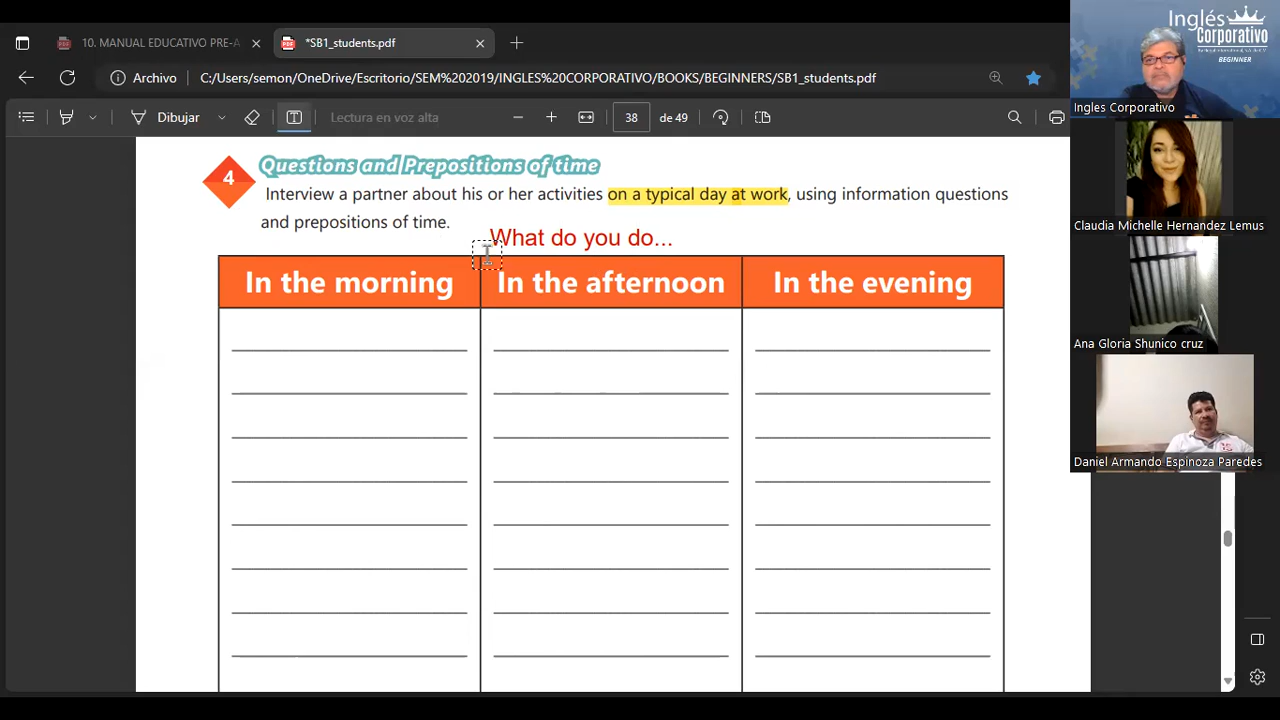 10. MANUAL EDUCATIVO PRE-A
*SB1_students.pdf
Archivo
C:/Users/semon/OneDrive/Escritorio/SEM%202019/INGLES%20CORPORATIVO/BOOKS/BEGINNERS/SB1_students.pdf
Dibujar
Lectura en voz alta
38
de 49
4
Questions and Prepositions of time
Interview a partner about his or her activities on a typical day at work, using information questions
and prepositions of time.
What do you do...
In the morning
In the afternoon
In the evening
Inglés
Corporativo
BEGINNER
Ingles Corporativo
Claudia Michelle Hernandez Lemus
Ana Gloria Shunico cruz
Daniel Armando Espinoza Paredes